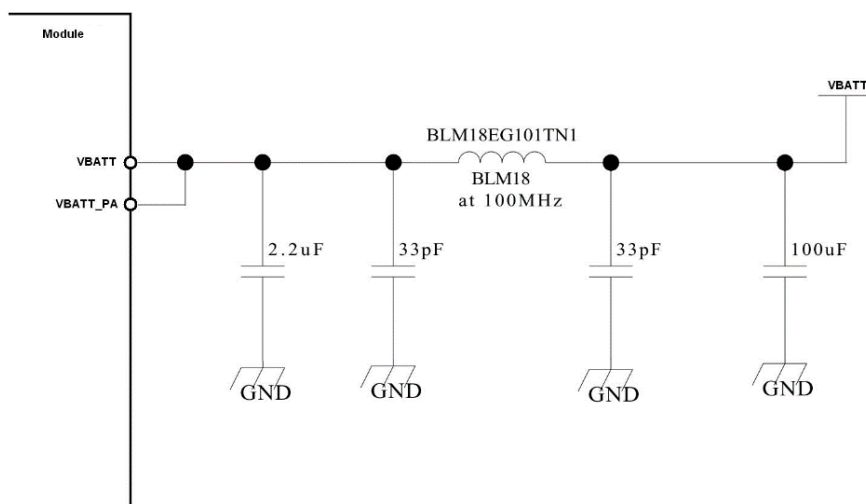 Module
VBATT
BLM18EG101TN1
VBATT
BLM18
at 100MHz
VBATT_PA
2.2uF
33pF
33pF
100uF
GND
GND
GND
GND